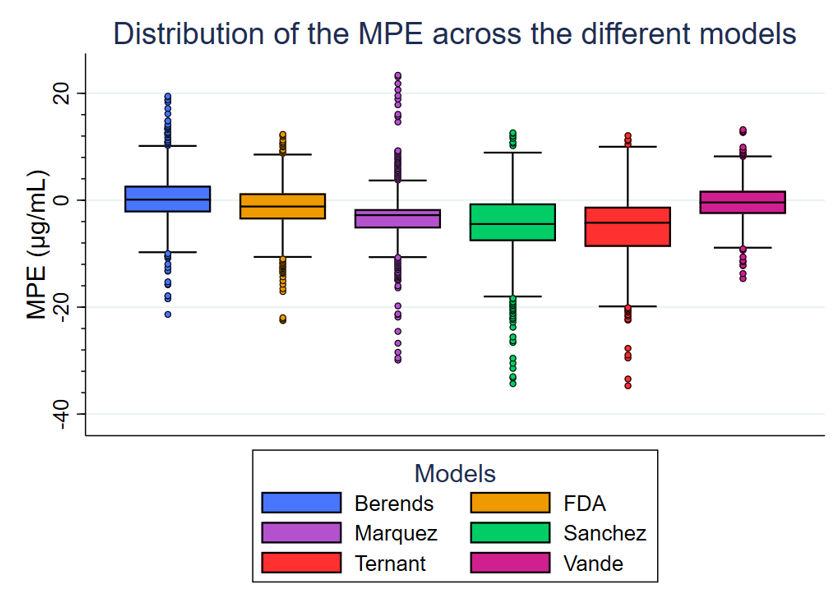 Distribution of the MPE across the different models
MPE (µg/mL)
20
0
-20
-40
Models
Berends FDA
Marquez Sanchez
Ternant Vande